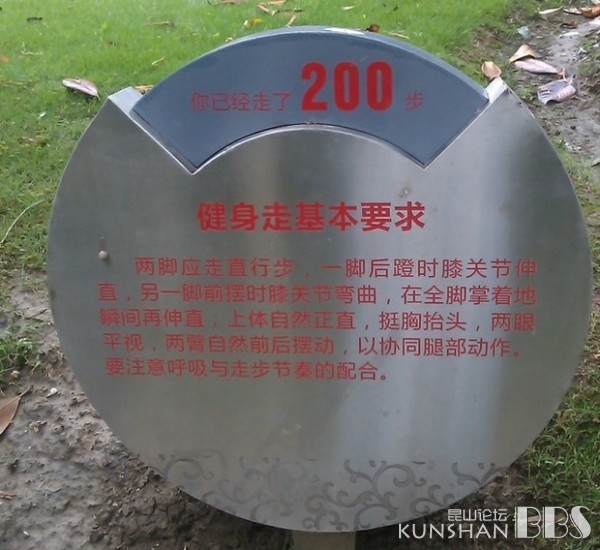 你已经走了 200 步
健身走基本要求
两脚应走直行步，一脚后蹬时膝关节伸
直，另一脚前摆时膝关节弯曲，在全脚掌着地
瞬间再伸直；上体自然正直，挺胸抬头，两眼
平视，两臂自然前后摆动，以协同腿部动作。
要注意呼吸与走步节奏的配合。
昆山论坛
KUNSHAN BBS